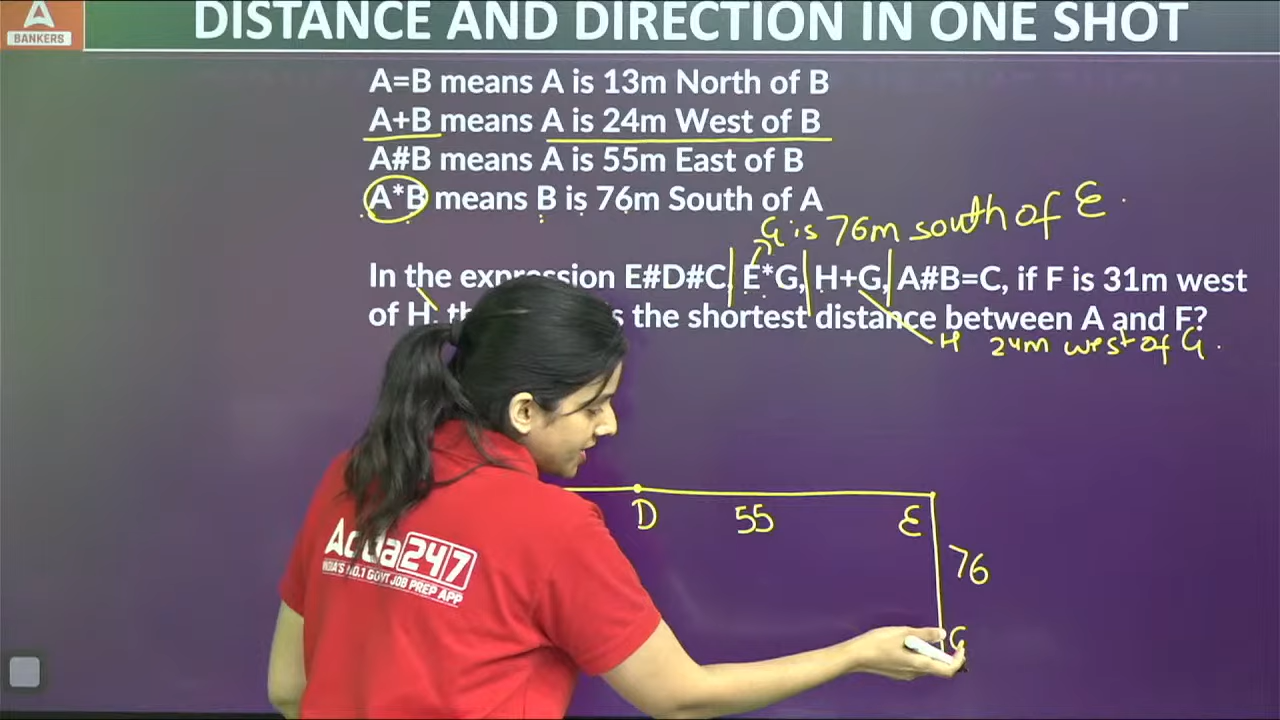 A
BANKERS
DISTANCE AND DIRECTION IN ONE SHOT
A=B means A is 13m North of B
A+B means A is 24m West of B
A#B means A is 55m East of B
A*B means B is 76m South of A
G is 76m south of E.
In the expression E#D#C, E*G, H+G, A#B=C, if F is 31m west
of H: s the shortest distance between A and F?
H 24m west of G.
D 55 E
76
G
Adda247
INDIA'S NO.1 GOVT JOB PREP APP